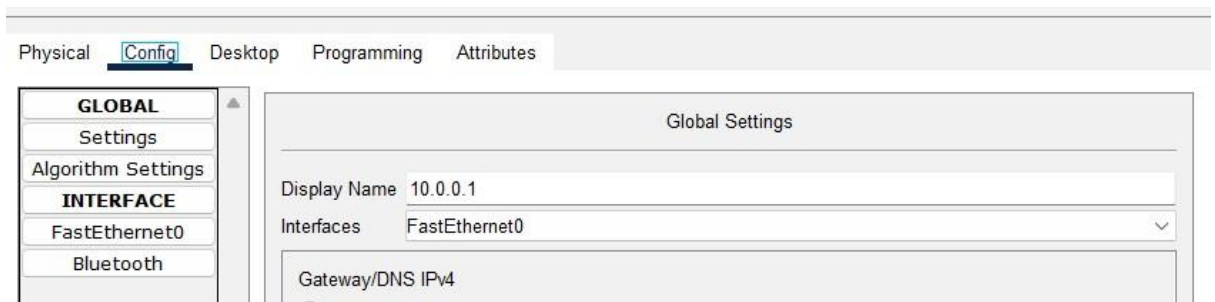 Physical Config Desktop Programming Attributes
GLOBAL
Settings
Algorithm Settings
INTERFACE
FastEthernet0
Bluetooth
Global Settings
Display Name 10.0.0.1
Interfaces FastEthernet0
Gateway/DNS IPv4